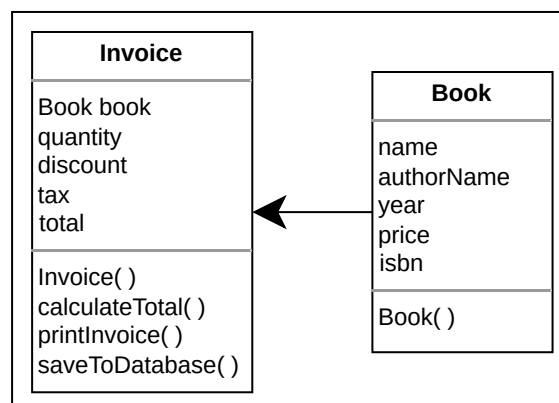 Invoice
Book book
quantity
discount
tax
total
Invoice( )
calculateTotal( )
printInvoice( )
saveToDatabase( )
Book
name
authorName
year
price
isbn
Book( )